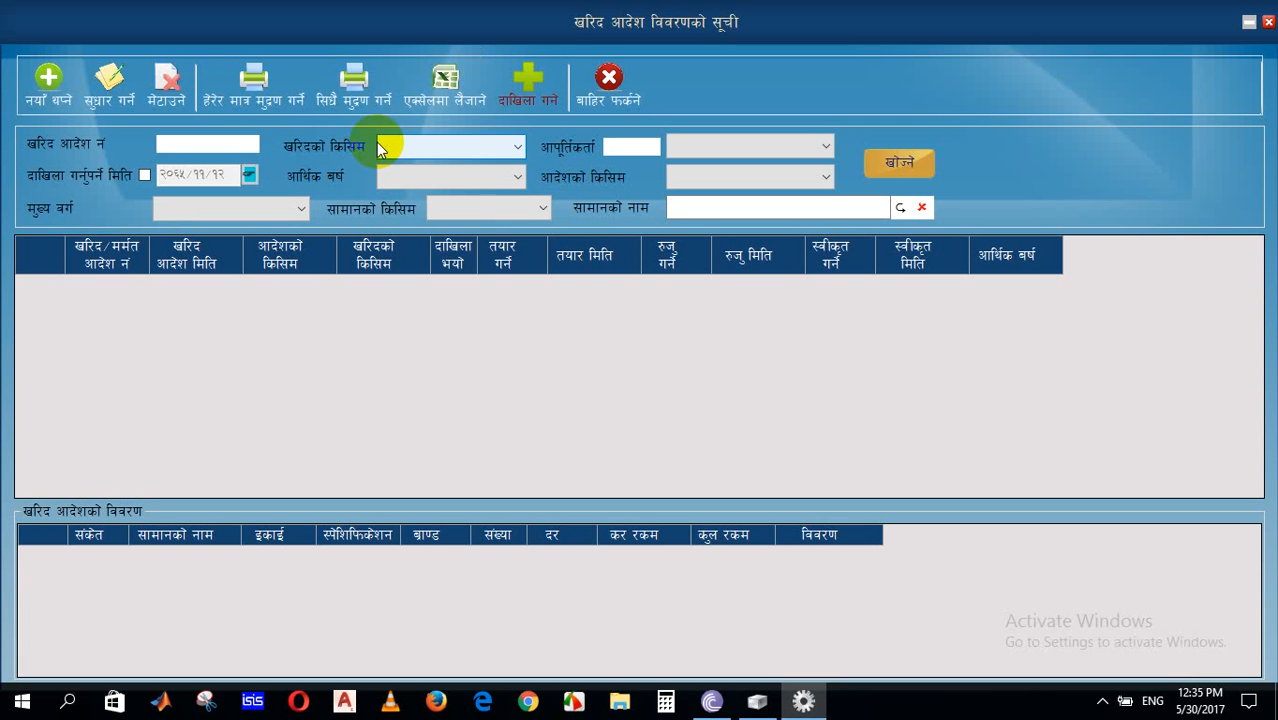 खरिद आदेश विवरणको सूची
नयाँ थप्ने सुधार गर्ने मेटाउने हेरेर मात्र मुद्रण गर्ने सिधै मुद्रण गर्ने एक्सेलमा लैजाने दाखिला गर्ने बाहिर फर्कने
खरिद आदेश नं खरिदको किसिम आपूर्तिकर्ता खोज्ने
दाखिला गर्नुपर्ने मिति २०६५/११/१२ आर्थिक बर्ष आदेशको किसिम
मुख्य वर्ग सामानको किसिम सामानको नाम
खरिद/मर्मत आदेश नं खरिद आदेश मिति आदेशको किसिम खरिदको किसिम दाखिला भयो तयार गर्ने तयार मिति रुजु गर्ने रुजु मिति स्वीकृत गर्ने स्वीकृत मिति आर्थिक बर्ष
खरिद आदेशको विवरण
संकेत सामानको नाम इकाई स्पेशिफिकेशन ब्राण्ड संख्या दर कर रकम कुल रकम विवरण
Activate Windows
Go to Settings to activate Windows.
isis
ENG
12:35 PM
5/30/2017